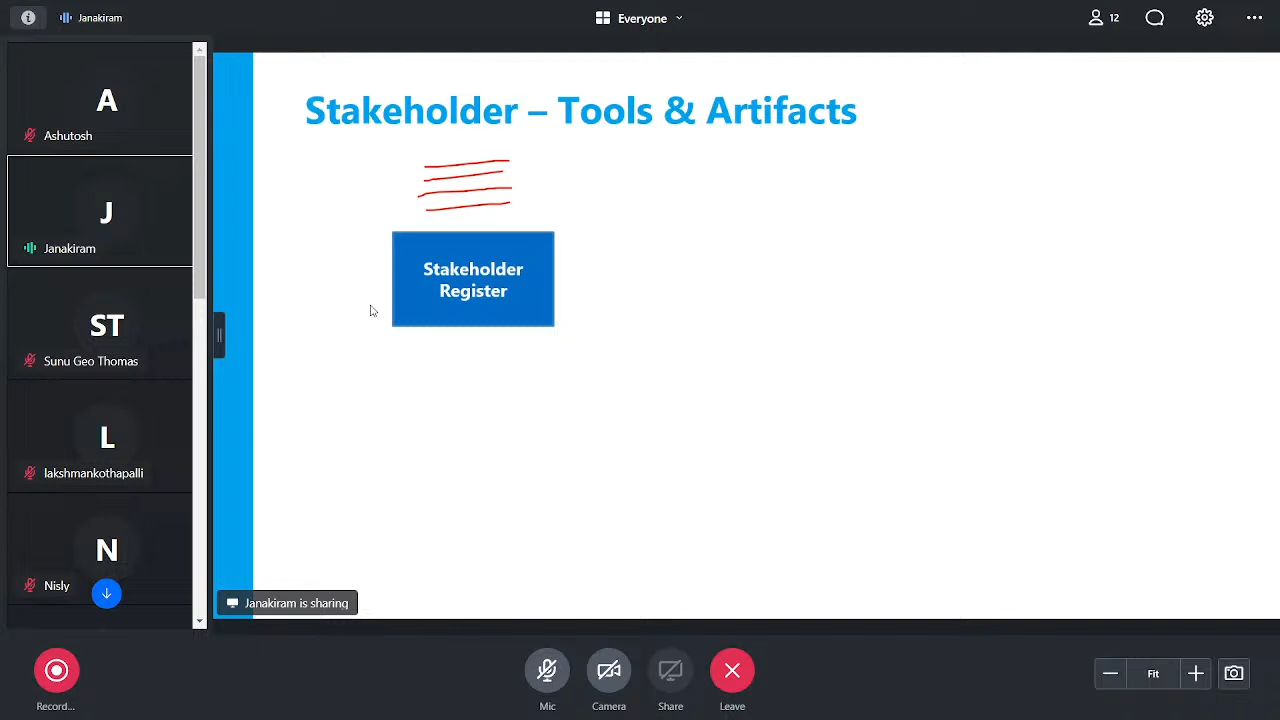 Janakiram
Everyone
12
A
Ashutosh
J
Janakiram
ST
Sunu Geo Thomas
L
lakshmankothapalli
N
Nisly
Stakeholder – Tools & Artifacts
Stakeholder
Register
Janakiram is sharing
Record...
Mic
Camera
Share
Leave
Fit